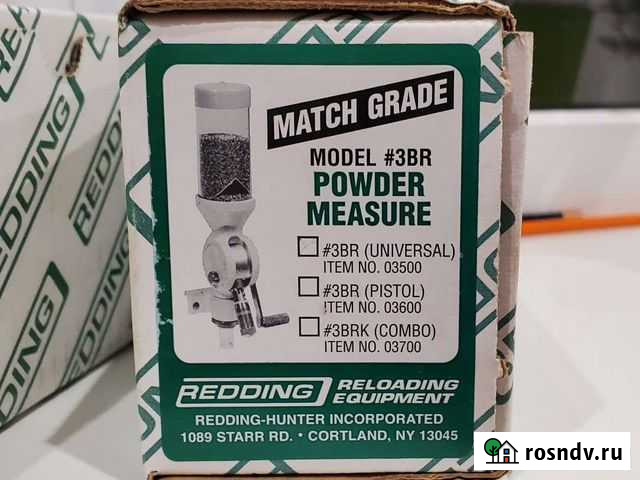 MATCH GRADE
MODEL #3BR
POWDER
MEASURE
#3BR (UNIVERSAL)
ITEM NO. 03500
#3BR (PISTOL)
ITEM NO. 03600
#3BRK (COMBO)
ITEM NO. 03700
REDDING RELOADING
EQUIPMENT
REDDING-HUNTER INCORPORATED
1089 STARR RD. • CORTLAND, NY 13045
REDDING
REDDING
REDDING
rosndv.ru